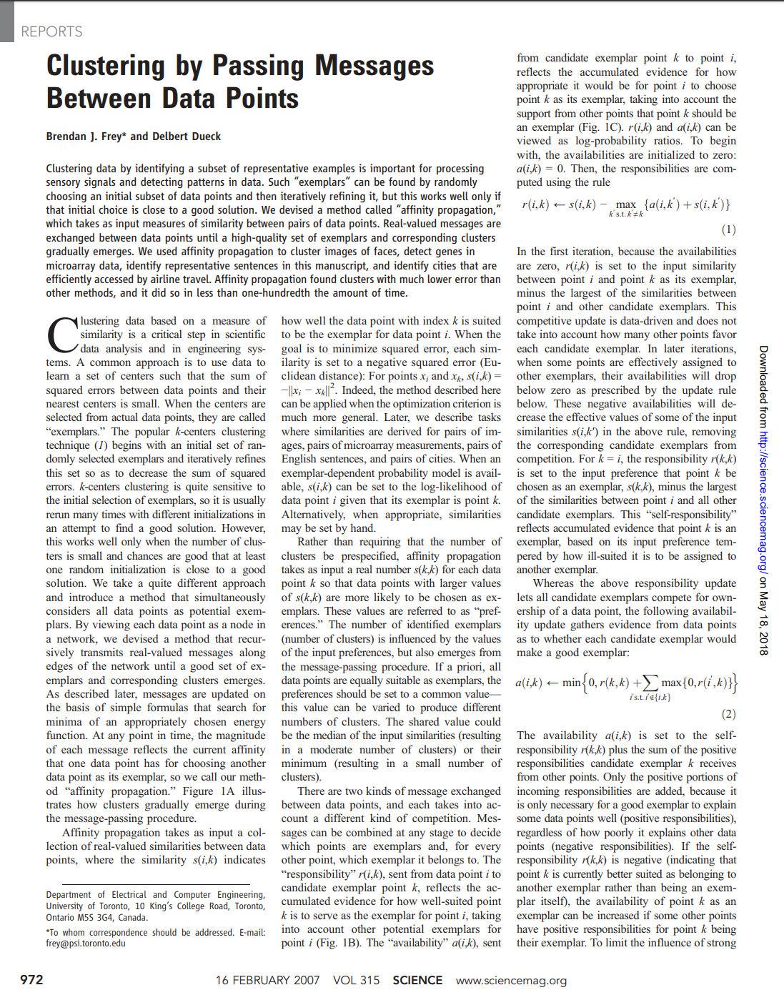 REPORTS
Clustering by Passing Messages
Between Data Points
Brendan J. Frey* and Delbert Dueck
Clustering data by identifying a subset of representative examples is important for processing
sensory signals and detecting patterns in data. Such “exemplars” can be found by randomly
choosing an initial subset of data points and then iteratively refining it, but this works well only if
that initial choice is close to a good solution. We devised a method called “affinity propagation,”
which takes as input measures of similarity between pairs of data points. Real-valued messages are
exchanged between data points until a high-quality set of exemplars and corresponding clusters
gradually emerges. We used affinity propagation to cluster images of faces, detect genes in
microarray data, identify representative sentences in this manuscript, and identify cities that are
efficiently accessed by airline travel. Affinity propagation found clusters with much lower error than
other methods, and it did so in less than one-hundredth the amount of time.
Clustering data based on a measure of
similarity is a critical step in scientific
data analysis and in engineering sys-
tems. A common approach is to use data to
learn a set of centers such that the sum of
squared errors between data points and their
nearest centers is small. When the centers are
selected from actual data points, they are called
“exemplars.” The popular k-centers clustering
technique (1) begins with an initial set of ran-
domly selected exemplars and iteratively refines
this set so as to decrease the sum of squared
errors. k-centers clustering is quite sensitive to
the initial selection of exemplars, so it is usually
rerun many times with different initializations in
an attempt to find a good solution. However,
this works well only when the number of clus-
ters is small and chances are good that at least
one random initialization is close to a good
solution. We take a quite different approach
and introduce a method that simultaneously
considers all data points as potential exem-
plars. By viewing each data point as a node in
a network, we devised a method that recur-
sively transmits real-valued messages along
edges of the network until a good set of ex-
emplars and corresponding clusters emerges.
As described later, messages are updated on
the basis of simple formulas that search for
minima of an appropriately chosen energy
function. At any point in time, the magnitude
of each message reflects the current affinity
that one data point has for choosing another
data point as its exemplar, so we call our meth-
od “affinity propagation.” Figure 1A illus-
trates how clusters gradually emerge during
the message-passing procedure.
Affinity propagation takes as input a col-
lection of real-valued similarities between data
points, where the similarity s(i,k) indicates
Department of Electrical and Computer Engineering,
University of Toronto, 10 King’s College Road, Toronto,
Ontario M5S 3G4, Canada.
*To whom correspondence should be addressed. E-mail:
frey@psi.toronto.edu
how well the data point with index k is suited
to be the exemplar for data point i. When the
goal is to minimize squared error, each sim-
ilarity is set to a negative squared error (Eu-
clidean distance): For points xᵢ and xₖ, s(i,k) =
−||xᵢ − xₖ||². Indeed, the method described here
can be applied when the optimization criterion is
much more general. Later, we describe tasks
where similarities are derived for pairs of im-
ages, pairs of microarray measurements, pairs of
English sentences, and pairs of cities. When an
exemplar-dependent probability model is avail-
able, s(i,k) can be set to the log-likelihood of
data point i given that its exemplar is point k.
Alternatively, when appropriate, similarities
may be set by hand.
Rather than requiring that the number of
clusters be prespecified, affinity propagation
takes as input a real number s(k,k) for each data
point k so that data points with larger values
of s(k,k) are more likely to be chosen as ex-
emplars. These values are referred to as “pref-
erences.” The number of identified exemplars
(number of clusters) is influenced by the values
of the input preferences, but also emerges from
the message-passing procedure. If a priori, all
data points are equally suitable as exemplars, the
preferences should be set to a common value—
this value can be varied to produce different
numbers of clusters. The shared value could
be the median of the input similarities (resulting
in a moderate number of clusters) or their
minimum (resulting in a small number of
clusters).
There are two kinds of message exchanged
between data points, and each takes into ac-
count a different kind of competition. Mes-
sages can be combined at any stage to decide
which points are exemplars and, for every
other point, which exemplar it belongs to. The
“responsibility” r(i,k), sent from data point i to
candidate exemplar point k, reflects the ac-
cumulated evidence for how well-suited point
k is to serve as the exemplar for point i, taking
into account other potential exemplars for
point i (Fig. 1B). The “availability” a(i,k), sent
from candidate exemplar point k to point i,
reflects the accumulated evidence for how
appropriate it would be for point i to choose
point k as its exemplar, taking into account the
support from other points that point k should be
an exemplar (Fig. 1C). r(i,k) and a(i,k) can be
viewed as log-probability ratios. To begin
with, the availabilities are initialized to zero:
a(i,k) = 0. Then, the responsibilities are com-
puted using the rule
r(i,k) ← s(i,k) − max {a(i,k′) + s(i,k′)}
k′ s.t. k′≠k
(1)
In the first iteration, because the availabilities
are zero, r(i,k) is set to the input similarity
between point i and point k as its exemplar,
minus the largest of the similarities between
point i and other candidate exemplars. This
competitive update is data-driven and does not
take into account how many other points favor
each candidate exemplar. In later iterations,
when some points are effectively assigned to
other exemplars, their availabilities will drop
below zero as prescribed by the update rule
below. These negative availabilities will de-
crease the effective values of some of the input
similarities s(i,k′) in the above rule, removing
the corresponding candidate exemplars from
competition. For k = i, the responsibility r(k,k)
is set to the input preference that point k be
chosen as an exemplar, s(k,k), minus the largest
of the similarities between point i and all other
candidate exemplars. This “self-responsibility”
reflects accumulated evidence that point k is an
exemplar, based on its input preference tem-
pered by how ill-suited it is to be assigned to
another exemplar.
Whereas the above responsibility update
lets all candidate exemplars compete for own-
ership of a data point, the following availabil-
ity update gathers evidence from data points
as to whether each candidate exemplar would
make a good exemplar:
a(i,k) ← min{0, r(k,k) + ∑ max{0,r(i′,k)}}
i′ s.t. i′∉{i,k}
(2)
The availability a(i,k) is set to the self-
responsibility r(k,k) plus the sum of the positive
responsibilities candidate exemplar k receives
from other points. Only the positive portions of
incoming responsibilities are added, because it
is only necessary for a good exemplar to explain
some data points well (positive responsibilities),
regardless of how poorly it explains other data
points (negative responsibilities). If the self-
responsibility r(k,k) is negative (indicating that
point k is currently better suited as belonging to
another exemplar rather than being an exem-
plar itself), the availability of point k as an
exemplar can be increased if some other points
have positive responsibilities for point k being
their exemplar. To limit the influence of strong
Downloaded from http://science.sciencemag.org/ on May 18, 2018
972 16 FEBRUARY 2007 VOL 315 SCIENCE www.sciencemag.org